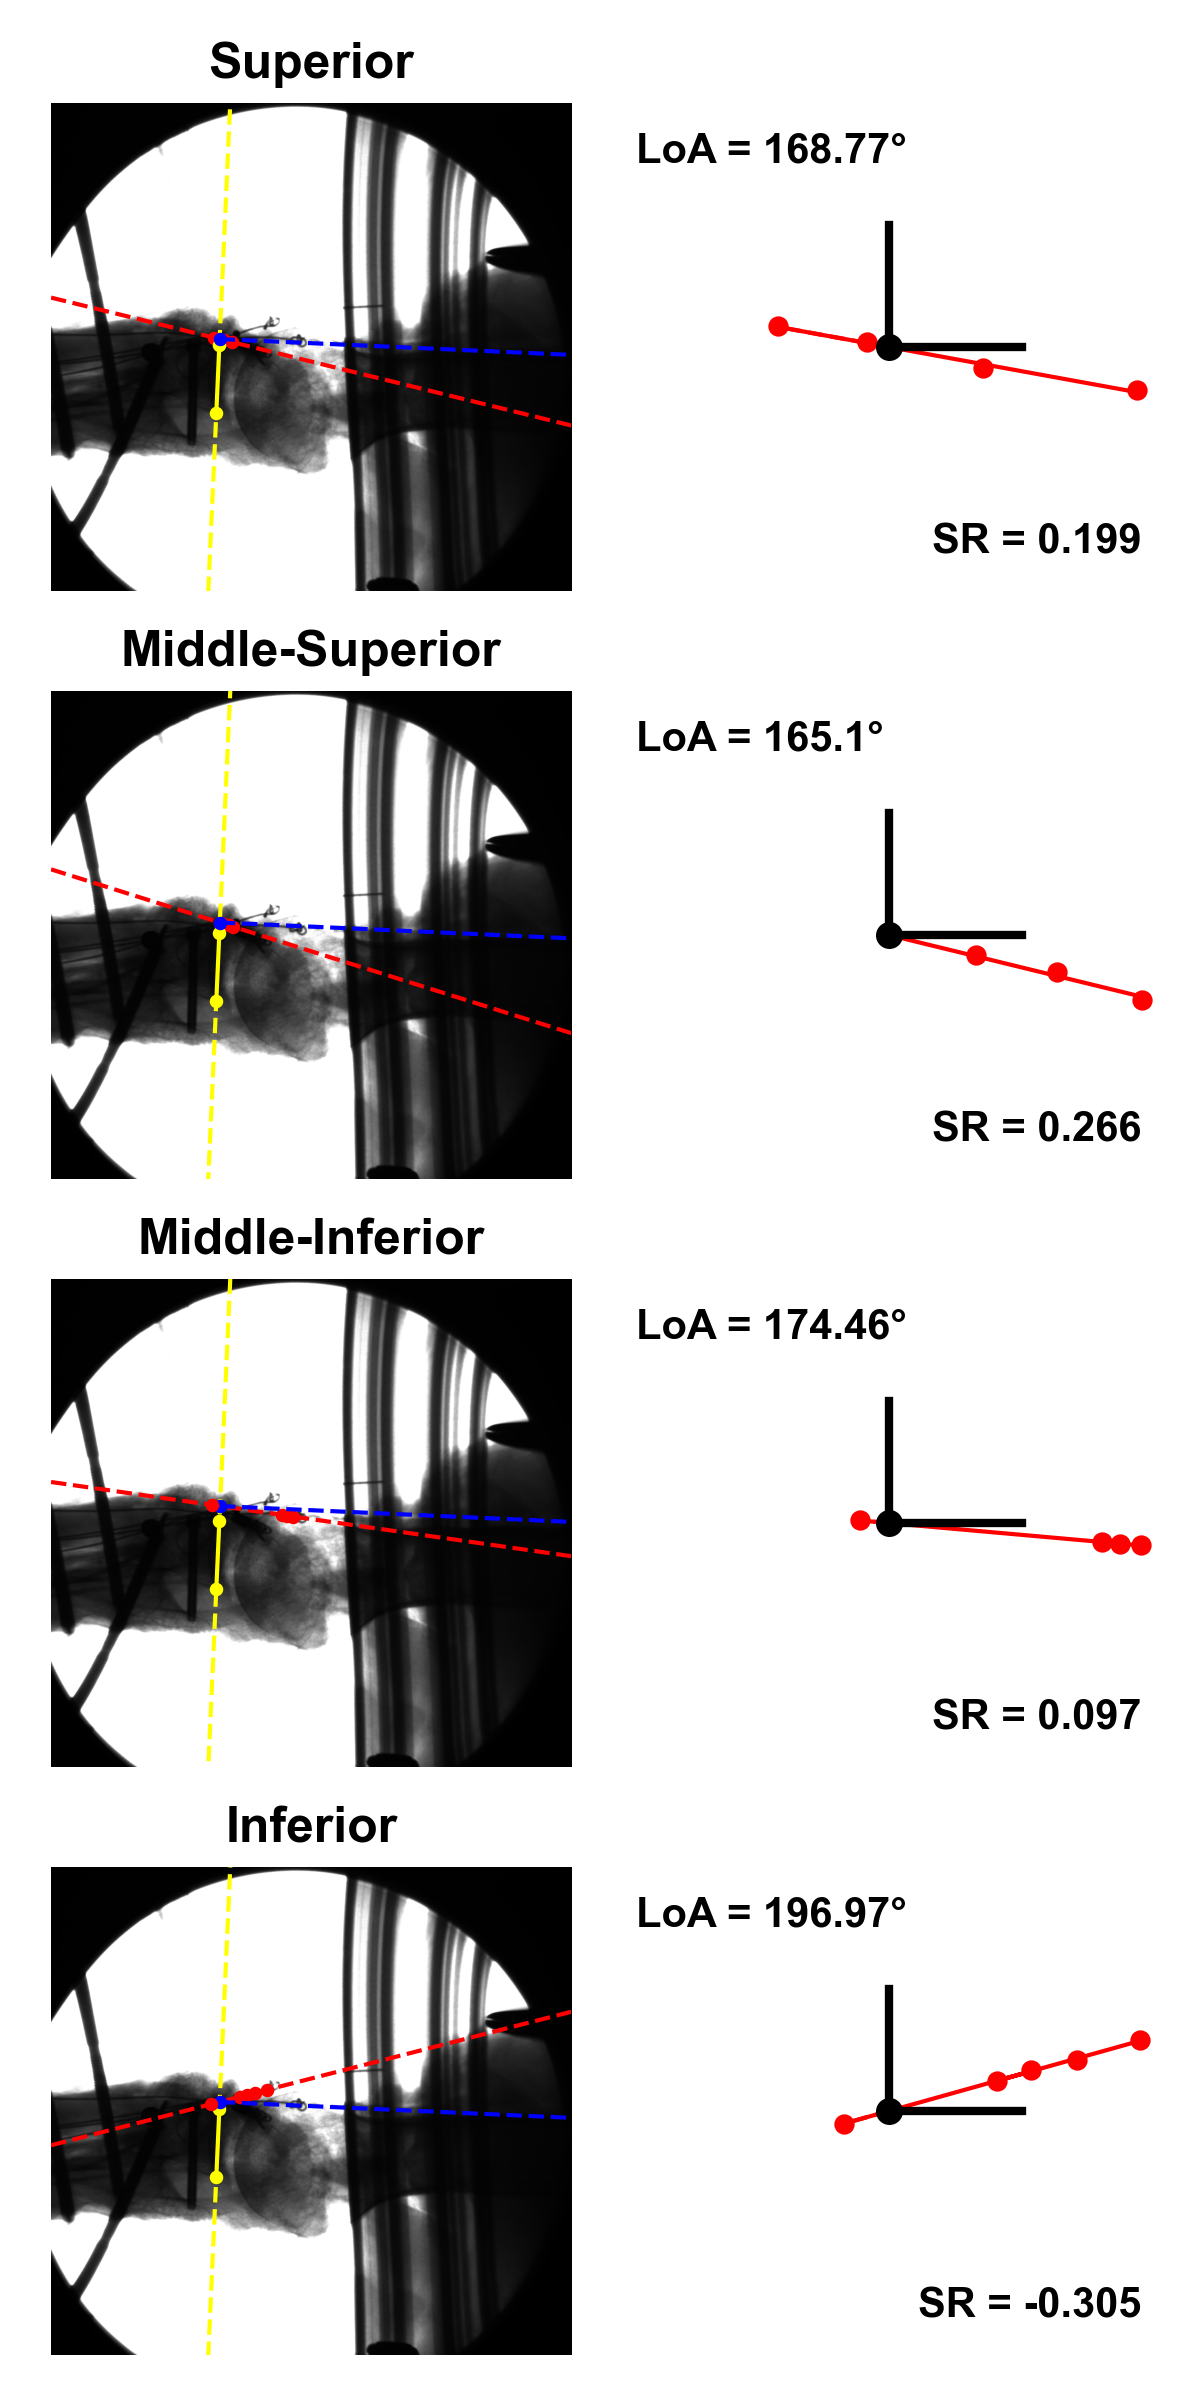 Superior
LoA = 168.77°
SR = 0.199
Middle-Superior
LoA = 165.1°
SR = 0.266
Middle-Inferior
LoA = 174.46°
SR = 0.097
Inferior
LoA = 196.97°
SR = -0.305